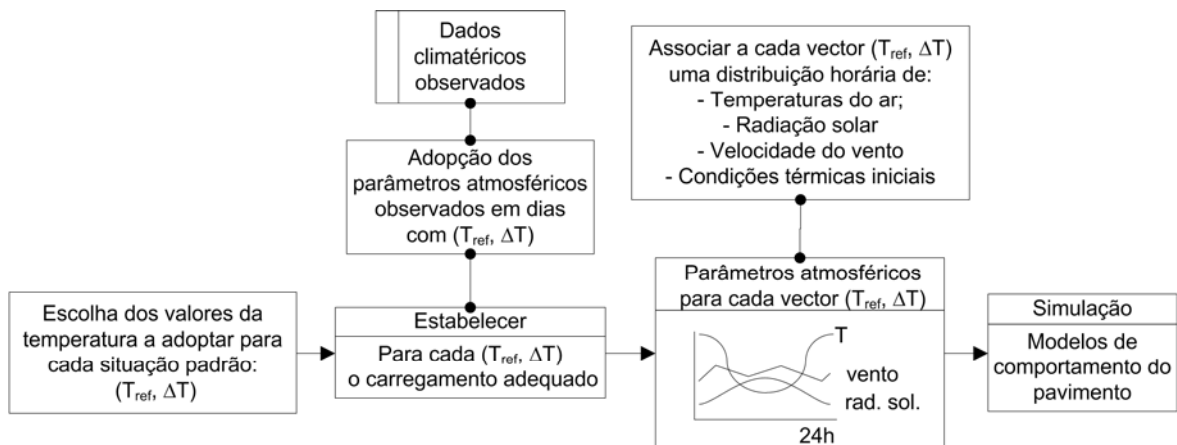 Dados
climatéricos
observados
Adopção dos
parâmetros atmosféricos
observados em dias
com (Tref, ΔT)
Associar a cada vector (Tref, ΔT)
uma distribuição horária de:
- Temperaturas do ar;
- Radiação solar
- Velocidade do vento
- Condições térmicas iniciais
Escolha dos valores da
temperatura a adoptar para
cada situação padrão:
(Tref, ΔT)
Estabelecer
Para cada (Tref, ΔT)
o carregamento adequado
Parâmetros atmosféricos
para cada vector (Tref, ΔT)
T
vento
rad. sol.
24h
Simulação
Modelos de
comportamento do
pavimento